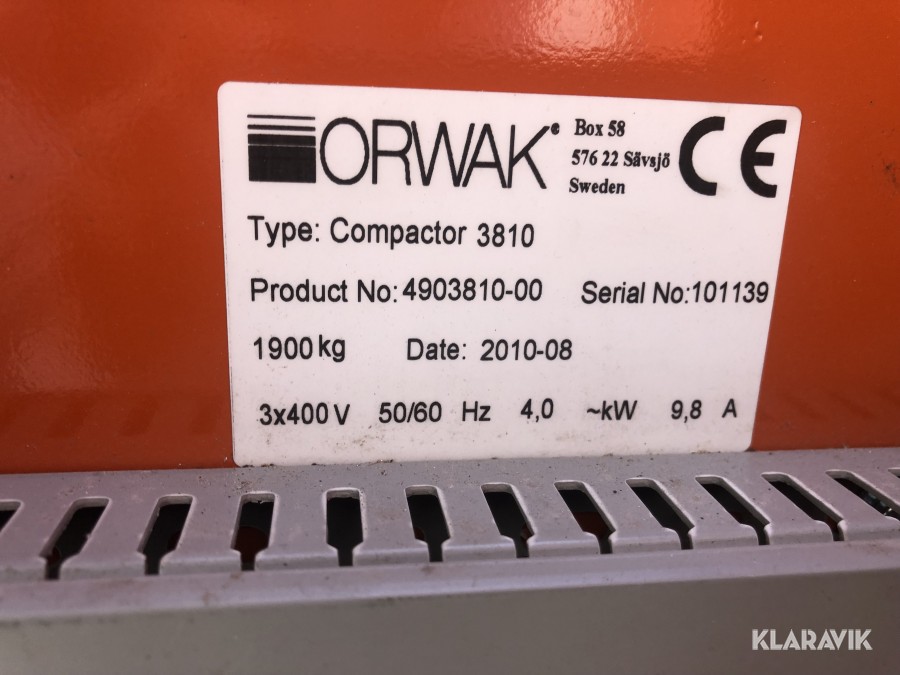 ORWAK®
Box 58
576 22 Sävsjö
Sweden
CE
Type: Compactor 3810
Product No: 4903810-00 Serial No:101139
1900 kg Date: 2010-08
3x400 V 50/60 Hz 4,0 ~kW 9,8 A
KLARAVIK